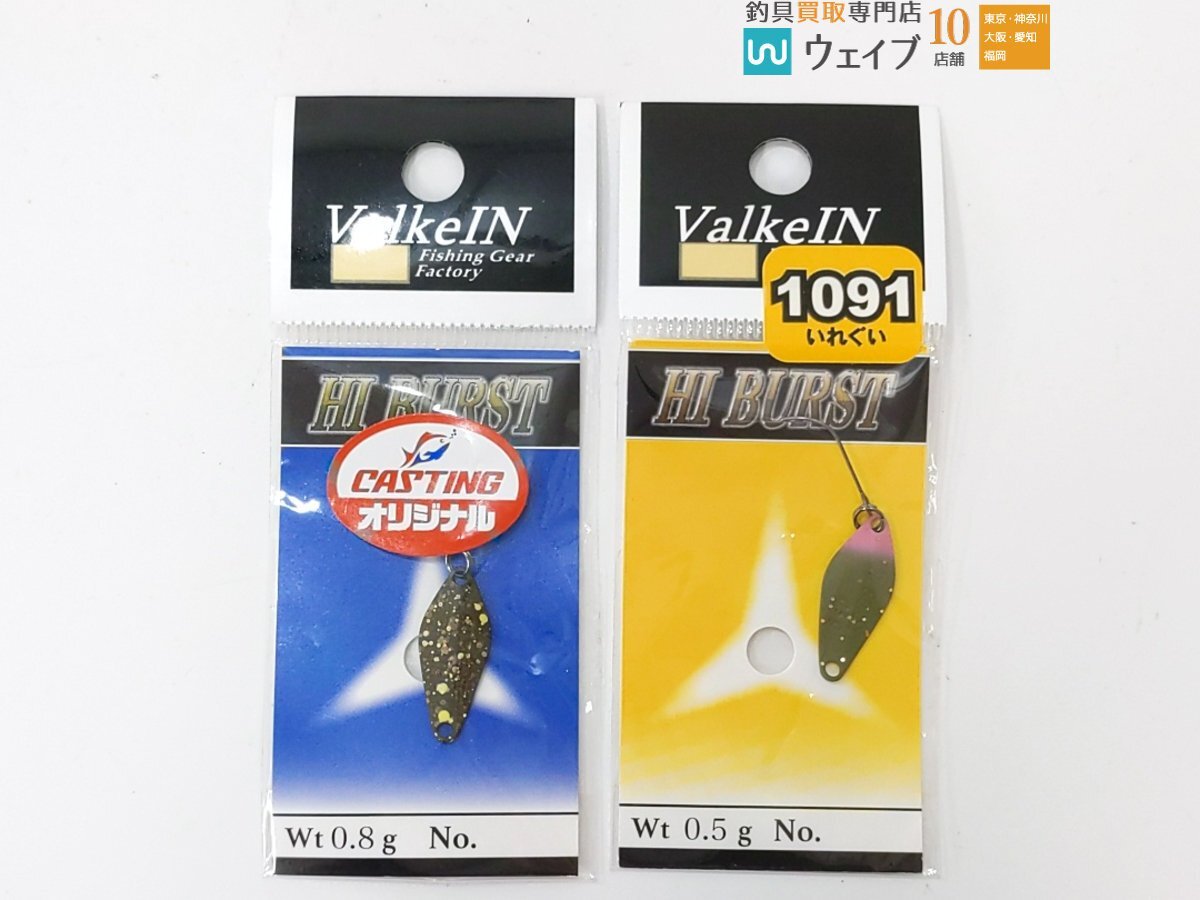 釣具買取専門店
ウェイブ
10
店舗
東京・神奈川
大阪・愛知
福岡
ValkeIN
Fishing Gear
Factory
HI BURST
CASTING
オリジナル
Wt 0.8 g No.
ValkeIN
1091
いれぐい
HI BURST
Wt 0.5 g No.